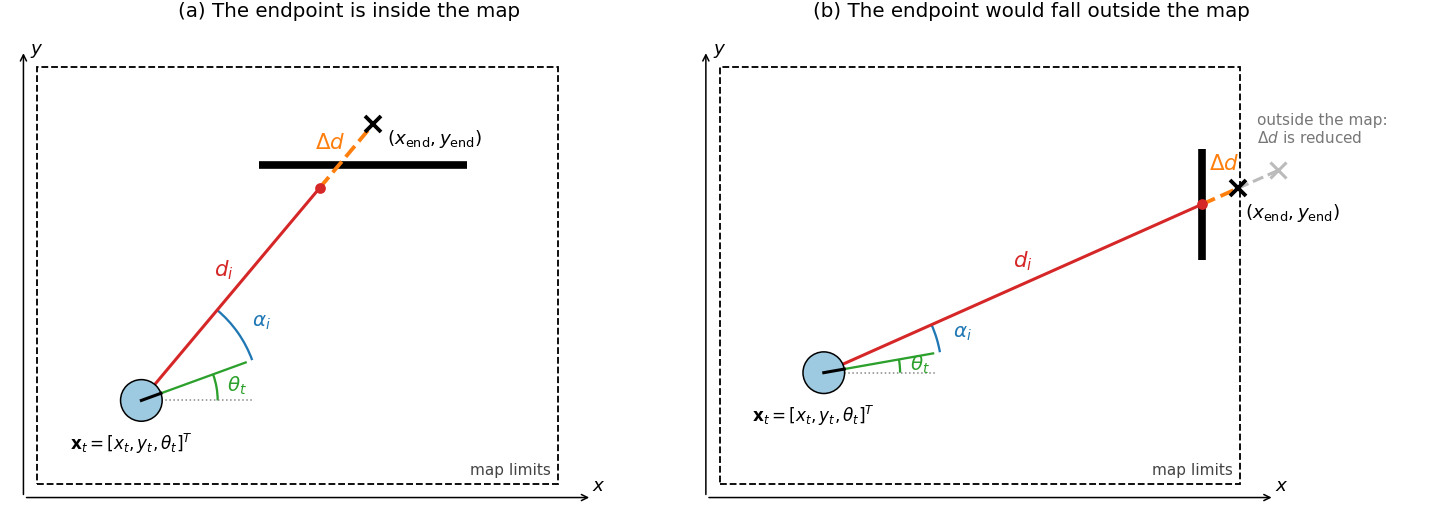 (a) The endpoint is inside the map
y
Δd
(x_end, y_end)
d_i
α_i
θ_t
𝐱_t = [x_t, y_t, θ_t]^T
map limits
x
(b) The endpoint would fall outside the map
y
outside the map:
Δd is reduced
Δd
(x_end, y_end)
d_i
α_i
θ_t
𝐱_t = [x_t, y_t, θ_t]^T
map limits
x